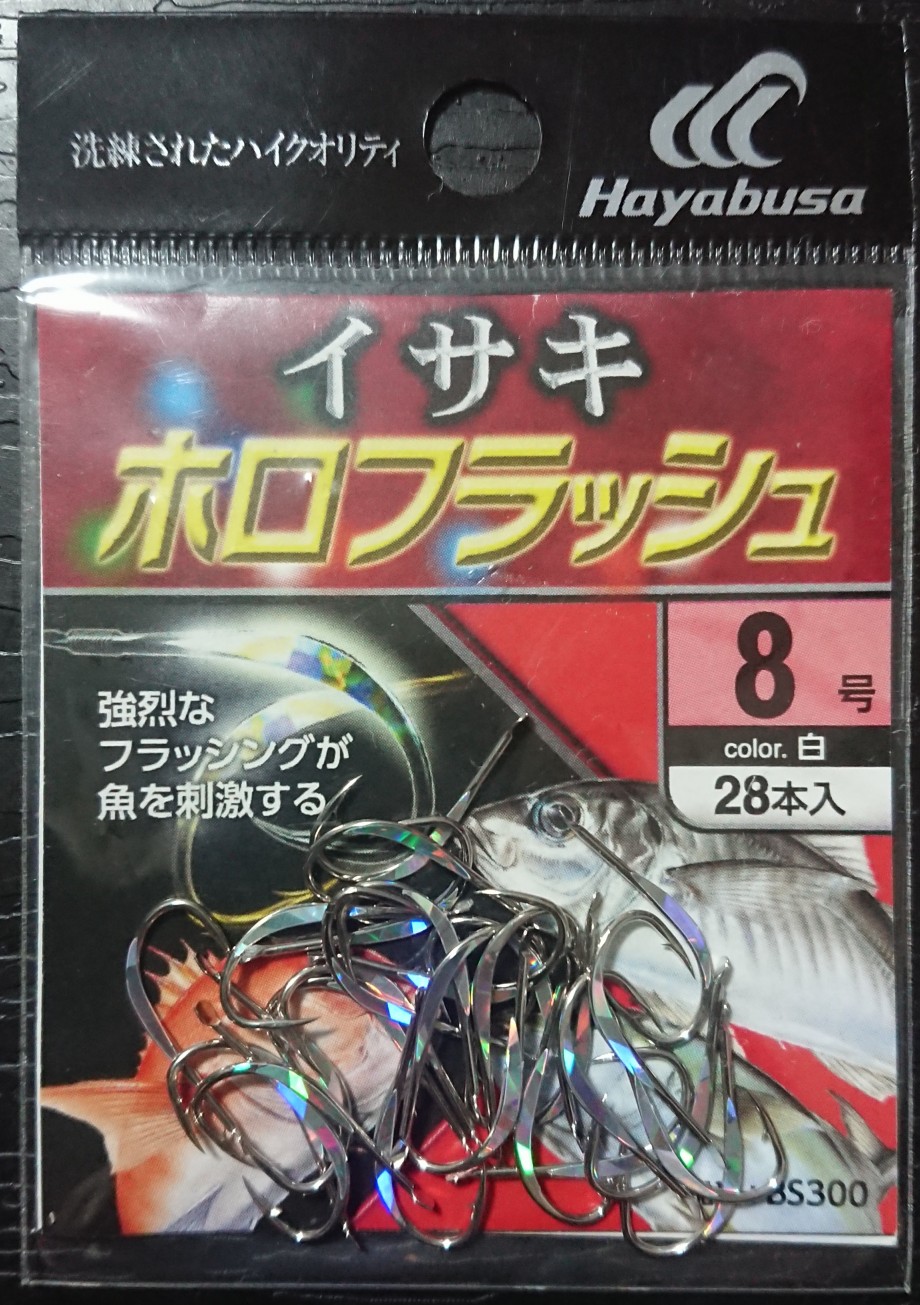 洗練されたハイクオリティ
Hayabusa
イサキ
ホロフラッシュ
8号
color. 白
28本入
強烈な
フラッシングが
魚を刺激する
BS300